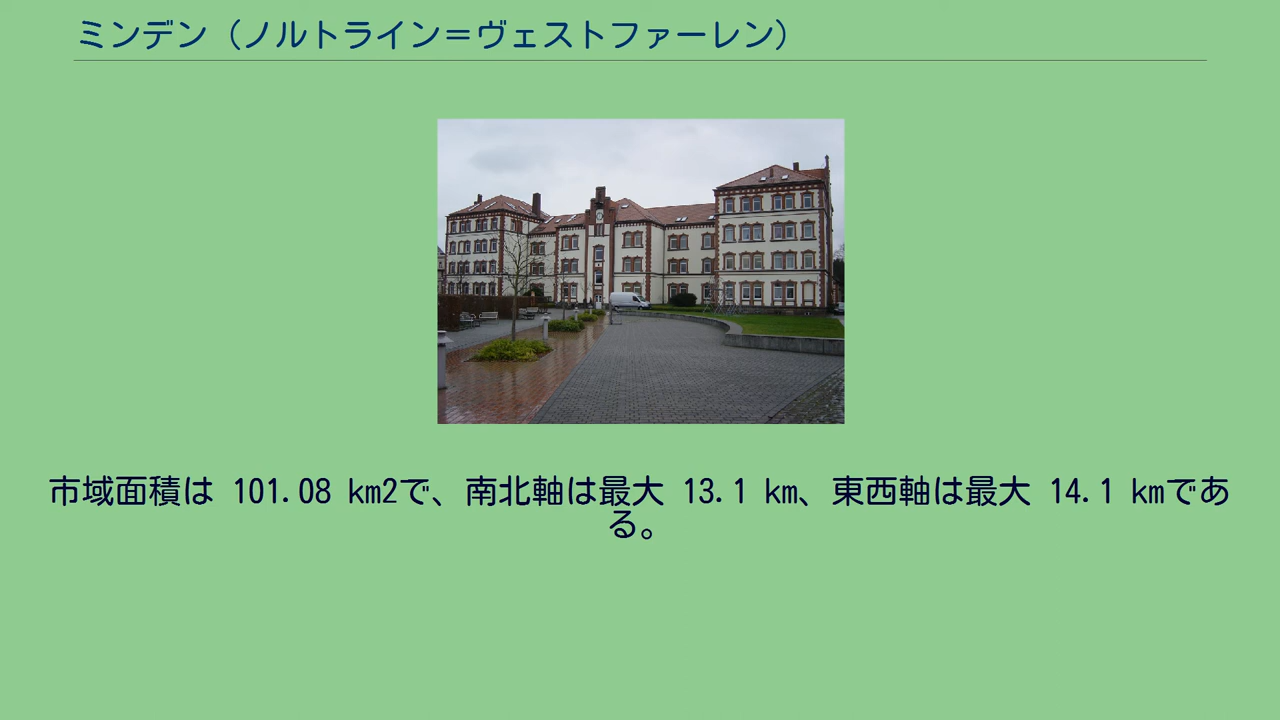 ミンデン（ノルトライン＝ヴェストファーレン）
市域面積は 101.08 km2で、南北軸は最大 13.1 km、東西軸は最大 14.1 kmであ
る。